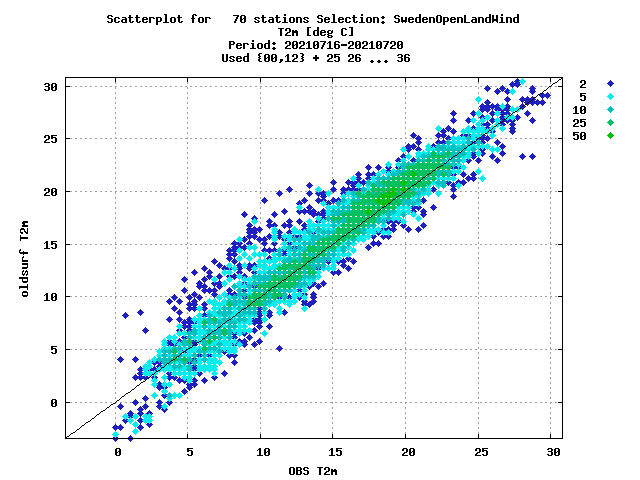 Scatterplot for 70 stations Selection: SwedenOpenLandWind
T2m [deg C]
Period: 20210716-20210720
Used {00,12} + 25 26 ... 36
2
5
10
25
50
30
25
20
15
10
5
0
oldsurf T2m
0 5 10 15 20 25 30
OBS T2m